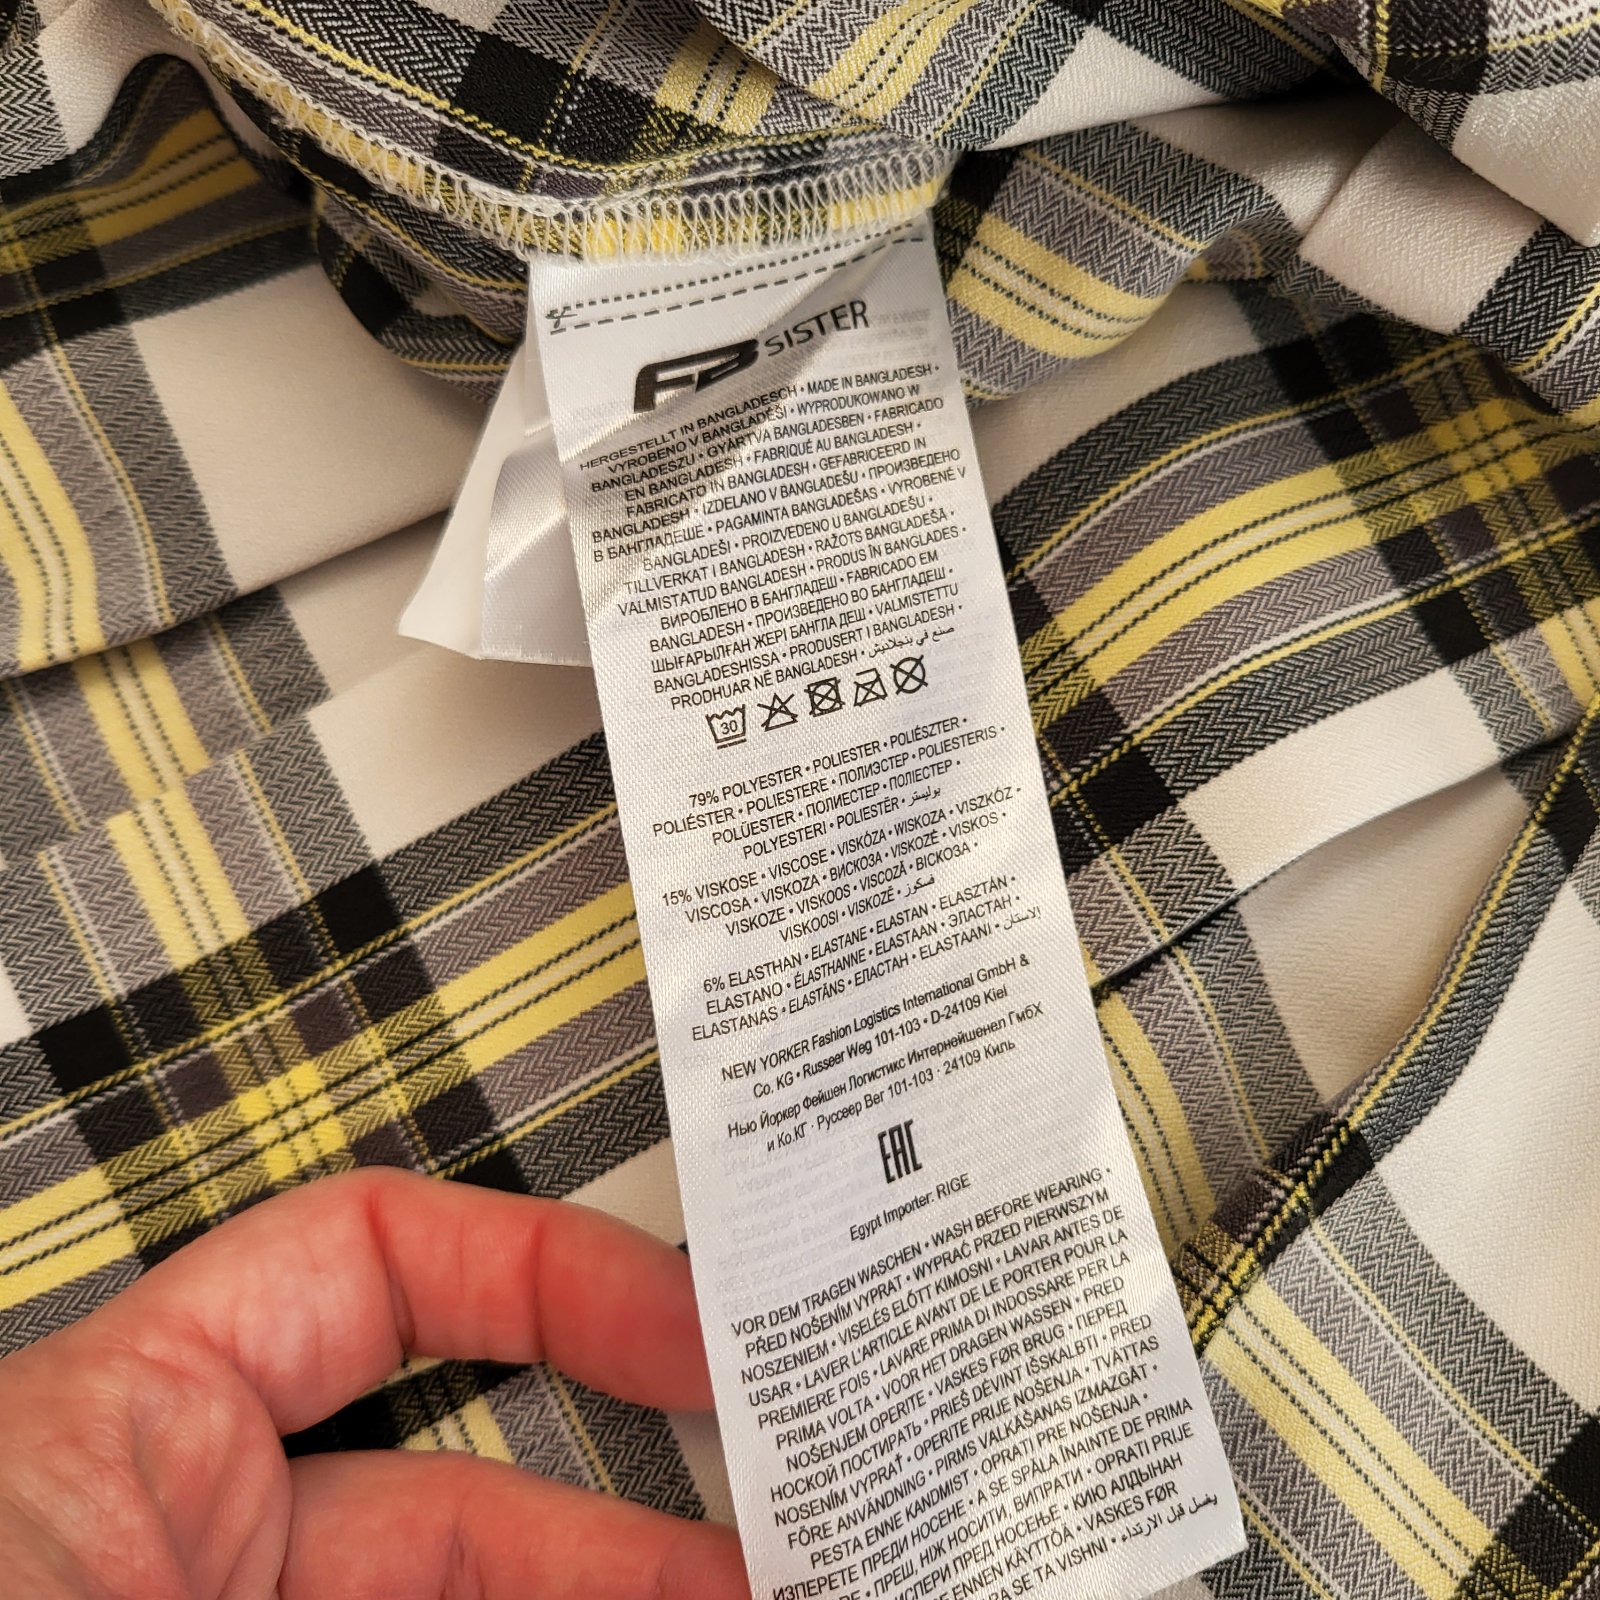 FB SISTER
HERGESTELLT IN BANGLADESCH • MADE IN BANGLADESH •
VYROBENO V BANGLADÉŠI • WYPRODUKOWANO W
BANGLADESZU • GYÁRTVA BANGLADESBEN • FABRICADO
EN BANGLADESH • FABRIQUÉ AU BANGLADESH •
FABRICATO IN BANGLADESH • GEFABRICEERD IN
BANGLADESH • IZDELANO V BANGLADEŠU • ПРОИЗВЕДЕНО
В БАНГЛАДЕШЕ • PAGAMINTA BANGLADEŠAS • VYROBENÉ V
BANGLADÉŠI • PROIZVEDENO U BANGLADEŠU •
TILLVERKAT I BANGLADESH • RAŽOTS BANGLADEŠA •
VALMISTATUD BANGLADESH • PRODUS ÎN BANGLADES •
ВИРОБЛЕНО В БАНГЛАДЕШ • FABRICADO EM
BANGLADESH • ПРОИЗВЕДЕНО ВО БАНГЛАДЕШ •
ШЫҒАРЫЛҒАН ЖЕРІ БАНГЛА ДЕШ • VALMISTETTU
BANGLADESHISSA • PRODUSERT I BANGLADESH •
PRODHUAR NË BANGLADESH • صنع في بنجلاديش
30
79% POLYESTER • POLIESTER • POLIÉSZTER •
POLIÉSTER • POLIESTERE • ПОЛИЭСТЕР • POLIESTERIS •
POLÜESTER • ПОЛИЕСТЕР • ПОЛІЕСТЕР •
POLYESTERI • POLIESTËR • بوليستر
15% VISKOSE • VISCOSE • VISKÓZA • WISKOZA • VISZKÓZ •
VISCOSA • VISKOZA • ВИСКОЗА • VISKOZĖ • VISKOS •
VISKOZE • VISKOOS • VISCOZĂ • ВІСКОЗА •
VISKOOSI • VISKOZË • فسكوز
6% ELASTHAN • ELASTANE • ELASTAN • ELASZTÁN •
ELASTANO • ÉLASTHANNE • ELASTAAN • ЭЛАСТАН •
ELASTANAS • ELASTĀNS • ЕЛАСТАН • ELASTAANI • الاستان
NEW YORKER Fashion Logistics International GmbH &
Co. KG • Russeer Weg 101-103 • D-24109 Kiel
Нью Йоркер Фейшен Логистикс Интернейшенел ГмбХ
и Ко.КГ · Руссеер Вег 101-103 · 24109 Киль
EAC
Egypt Importer: RIGE
VOR DEM TRAGEN WASCHEN • WASH BEFORE WEARING •
PŘED NOŠENÍM VYPRAT • WYPRAĆ PRZED PIERWSZYM
NOSZENIEM • VISELÉS ELŐTT KIMOSNI • LAVAR ANTES DE
USAR • LAVER L'ARTICLE AVANT DE LE PORTER POUR LA
PREMIERE FOIS • LAVARE PRIMA DI INDOSSARE PER LA
PRIMA VOLTA • VOOR HET DRAGEN WASSEN • PRED
NOŠENJEM OPERITE • VASKES FØR BRUG • ПЕРЕД
НОСКОЙ ПОСТИРАТЬ • PRIEŠ DĖVINT IŠSKALBTI • PRED
NOSENÍM VYPRAŤ • OPERITE PRIJE NOŠENJA • TVÄTTAS
FÖRE ANVÄNDNING • PIRMS VALKĀŠANAS IZMAZGĀT •
PESTA ENNE KANDMIST • OPRATI PRE NOŠENJA •
ИЗПЕРЕТЕ ПРЕДИ НОСЕНЕ • A SE SPĂLA ÎNAINTE DE PRIMA
ПРЕШ, НІЖ НОСИТИ, ВИПРАТИ • OPRATI PRIJE
ИСПЕРИ ПРЕД НОСЕЊЕ • КИЮ АЛДЫНАН
ENNEN KÄYTTÖÄ • VASKES FØR
SE TA VISHNI • يغسل قبل الارتداء